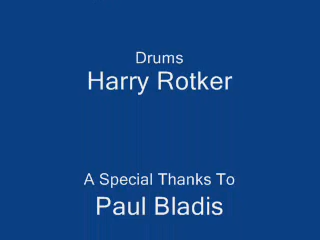 Drums
Harry Rotker
A Special Thanks To
Paul Bladis